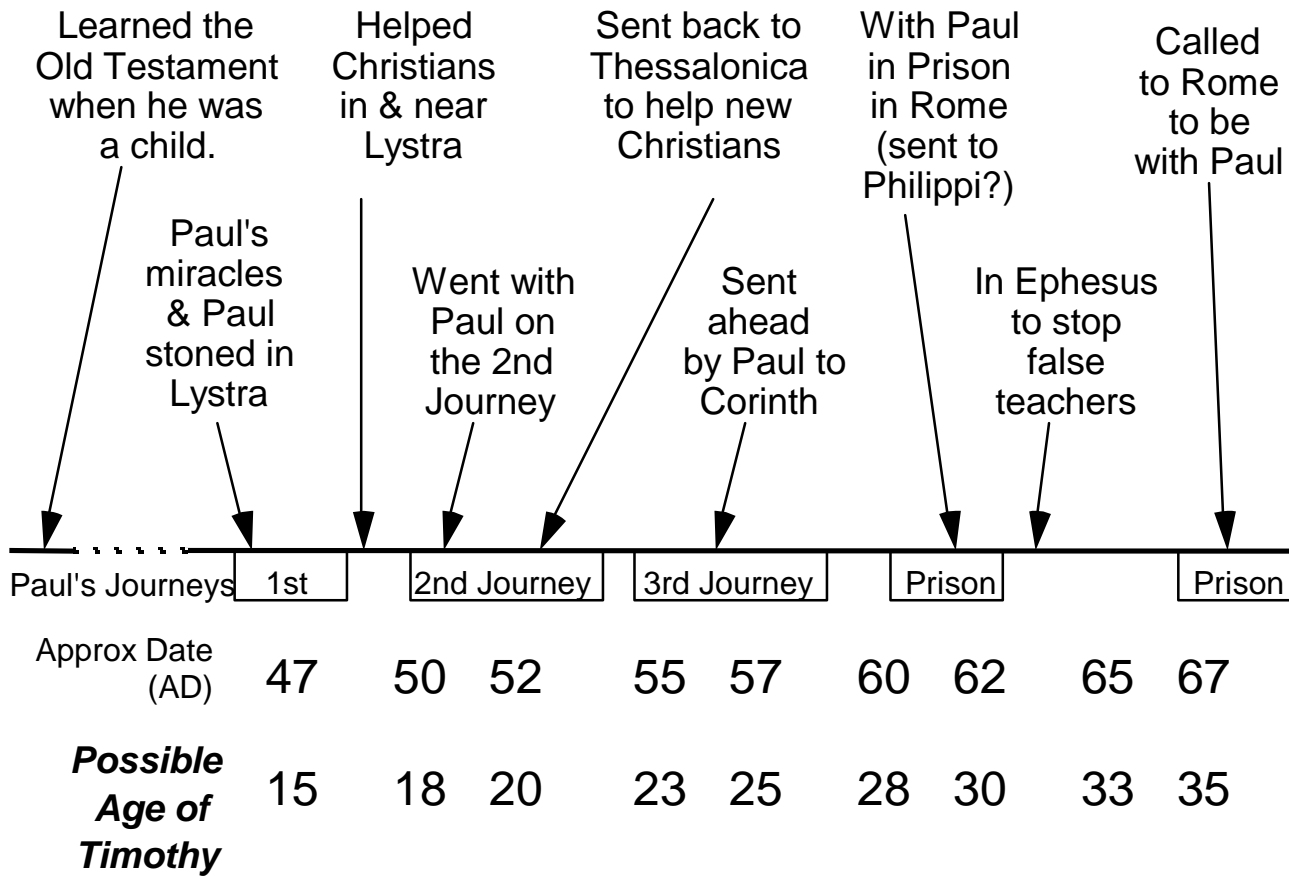 Learned the
Old Testament
when he was
a child.
Helped
Christians
in & near
Lystra
Sent back to
Thessalonica
to help new
Christians
With Paul
in Prison
in Rome
(sent to
Philippi?)
Called
to Rome
to be
with Paul
Paul's
miracles
& Paul
stoned in
Lystra
Went with
Paul on
the 2nd
Journey
Sent
ahead
by Paul to
Corinth
In Ephesus
to stop
false
teachers
Paul's Journeys 1st 2nd Journey 3rd Journey Prison Prison
Approx Date
(AD) 47 50 52 55 57 60 62 65 67
Possible
Age of
Timothy
15 18 20 23 25 28 30 33 35